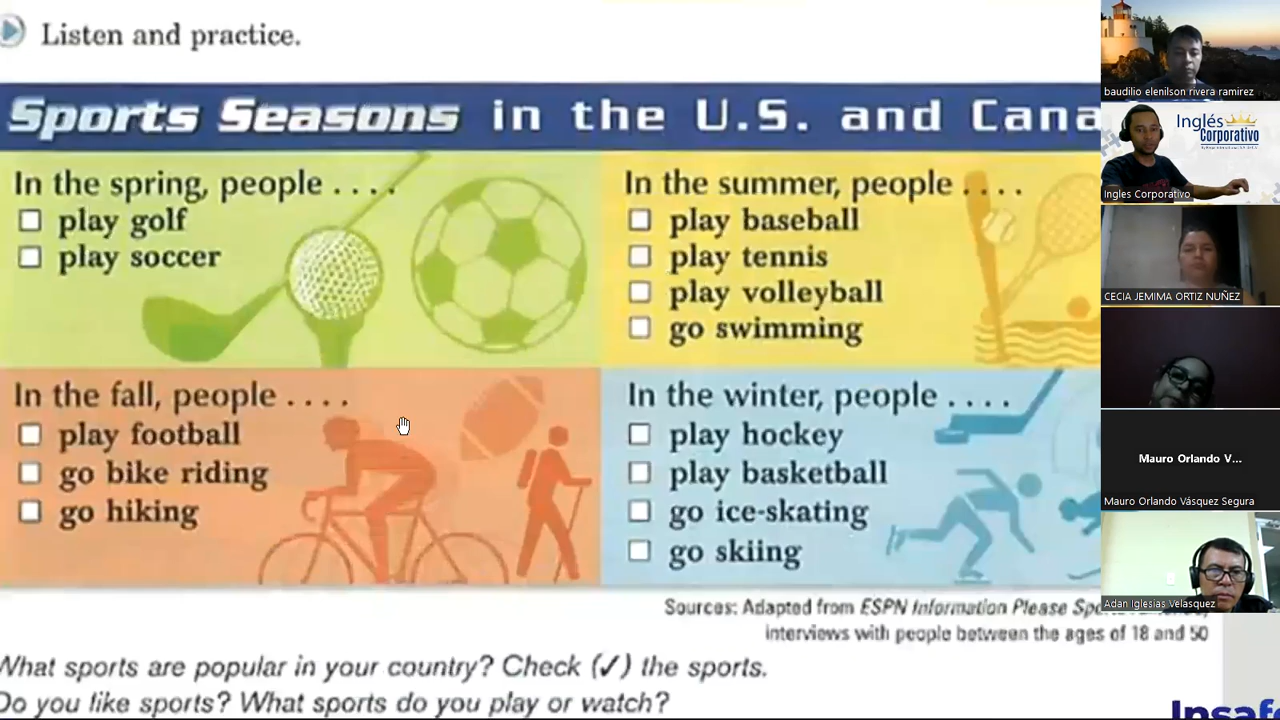 Listen and practice.
Sports Seasons in the U.S. and Cana
In the spring, people . . . .
play golf
play soccer
In the summer, people . . . .
play baseball
play tennis
play volleyball
go swimming
In the fall, people . . . .
play football
go bike riding
go hiking
In the winter, people . . . .
play hockey
play basketball
go ice-skating
go skiing
Sources: Adapted from ESPN Information Please
interviews with people between the ages of 18 and 50
What sports are popular in your country? Check (✓) the sports.
Do you like sports? What sports do you play or watch?
Insafo
baudilio elenilson rivera ramirez
Inglés
Corporativo
Ingles Corporativo
CECIA JEMIMA ORTIZ NUÑEZ
Mauro Orlando V...
Mauro Orlando Vásquez Segura
Adan Iglesias Velasquez